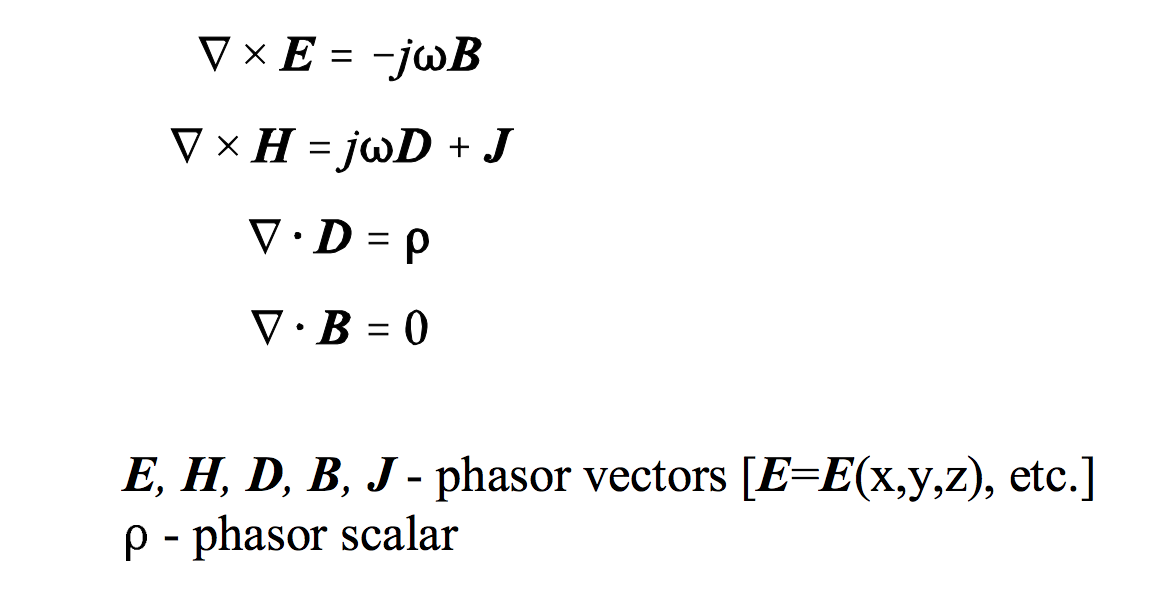 ∇ × E = −jωB
∇ × H = jωD + J
∇ · D = ρ
∇ · B = 0
E, H, D, B, J - phasor vectors [E=E(x,y,z), etc.]
ρ - phasor scalar